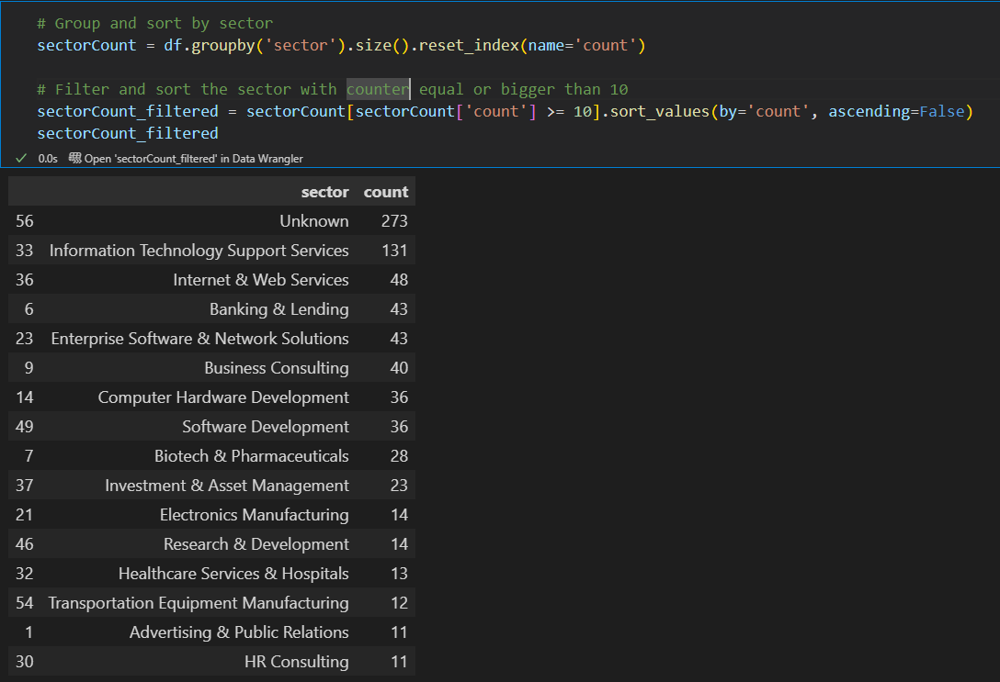 # Group and sort by sector
sectorCount = df.groupby('sector').size().reset_index(name='count')
# Filter and sort the sector with counter equal or bigger than 10
sectorCount_filtered = sectorCount[sectorCount['count'] >= 10].sort_values(by='count', ascending=False)
sectorCount_filtered
0.0s Open 'sectorCount_filtered' in Data Wrangler
sector count
56 Unknown 273
33 Information Technology Support Services 131
36 Internet & Web Services 48
6 Banking & Lending 43
23 Enterprise Software & Network Solutions 43
9 Business Consulting 40
14 Computer Hardware Development 36
49 Software Development 36
7 Biotech & Pharmaceuticals 28
37 Investment & Asset Management 23
21 Electronics Manufacturing 14
46 Research & Development 14
32 Healthcare Services & Hospitals 13
54 Transportation Equipment Manufacturing 12
1 Advertising & Public Relations 11
30 HR Consulting 11